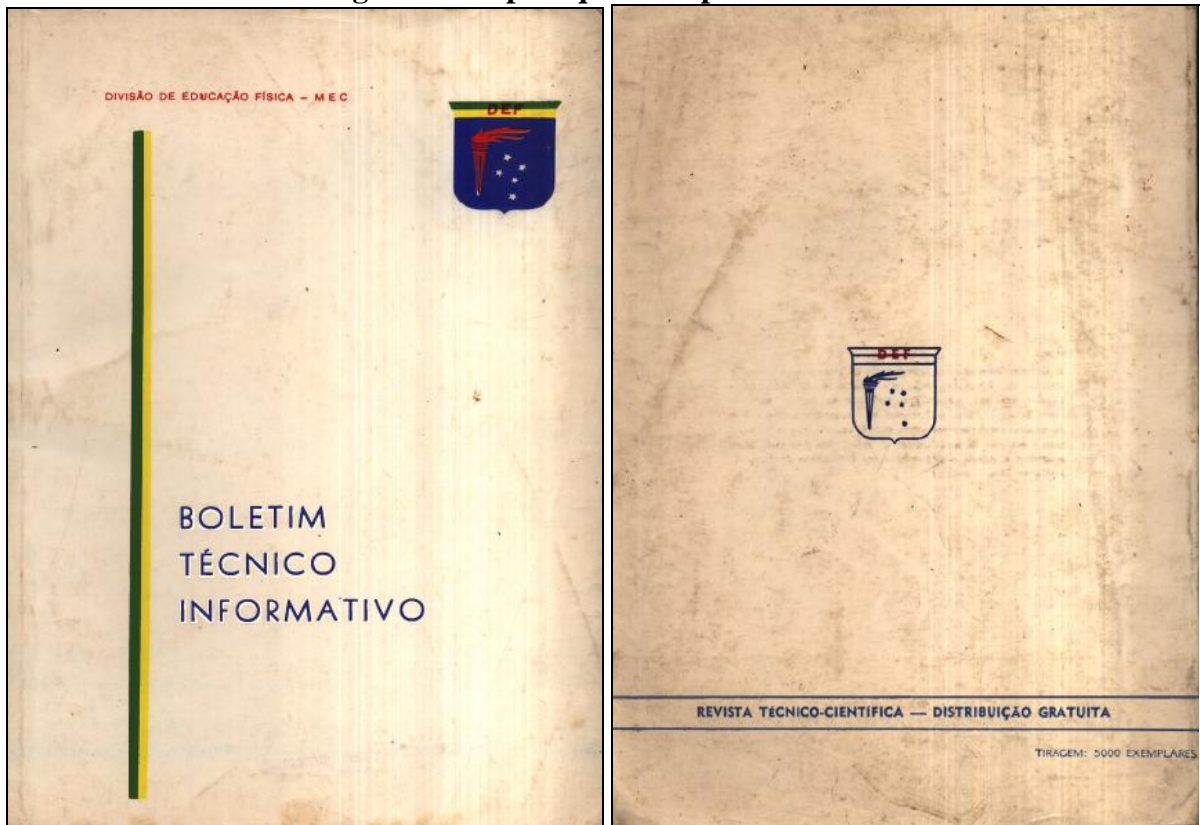 DIVISÃO DE EDUCAÇÃO FÍSICA – MEC
DEF
BOLETIM
TÉCNICO
INFORMATIVO
DEF
REVISTA TÉCNICO-CIENTÍFICA — DISTRIBUIÇÃO GRATUITA
TIRAGEM: 5000 EXEMPLARES